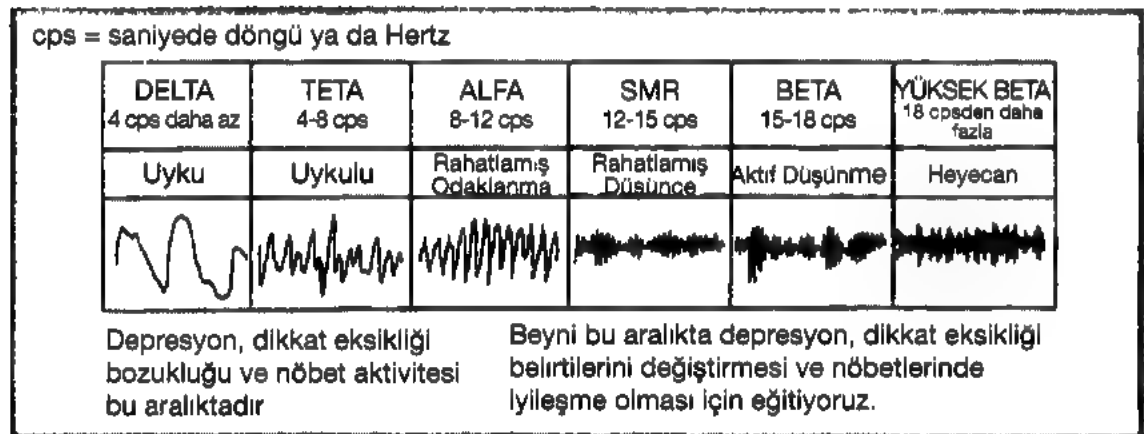 cps = saniyede döngü ya da Hertz
DELTA
4 cps daha az
TETA
4-8 cps
ALFA
8-12 cps
SMR
12-15 cps
BETA
15-18 cps
YÜKSEK BETA
18 cpsden daha
fazla
Uyku
Uykulu
Rahatlamış
Odaklanma
Rahatlamış
Düşünce
Aktif Düşünme
Heyecan
Depresyon, dikkat eksikliği
bozukluğu ve nöbet aktivitesi
bu aralıktadır
Beyni bu aralıkta depresyon, dikkat eksikliği
belirtilerini değiştirmesi ve nöbetlerinde
iyileşme olması için eğitiyoruz.